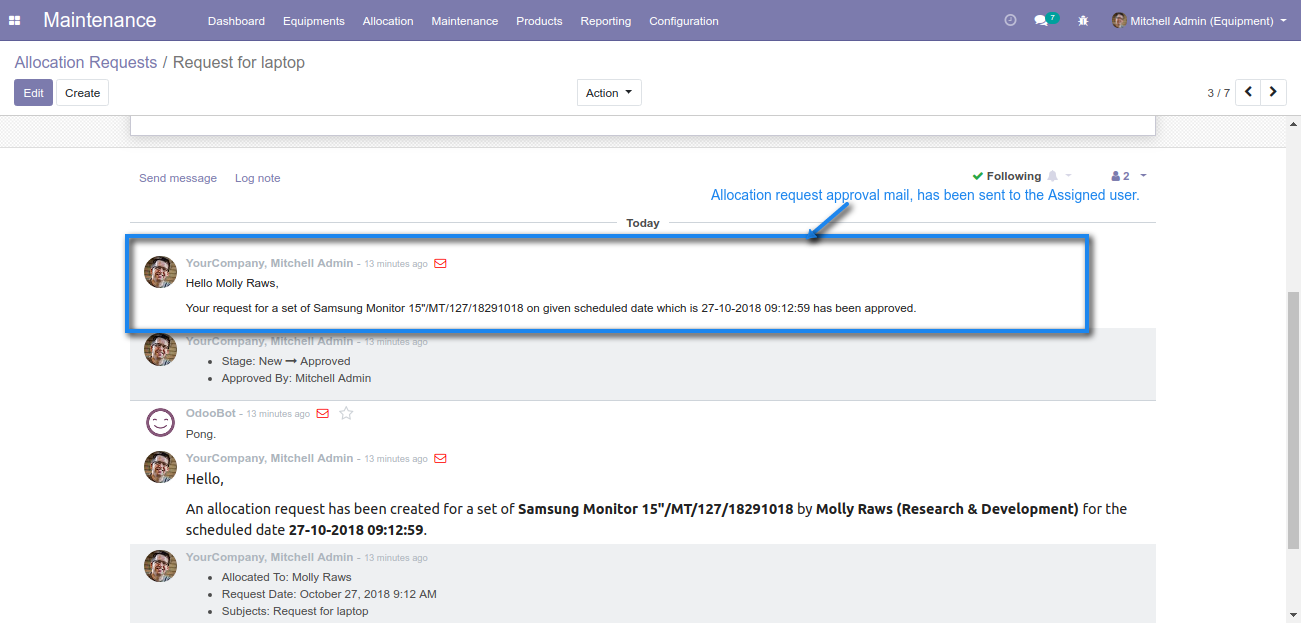 Maintenance Dashboard Equipments Allocation Maintenance Products Reporting Configuration 7 Mitchell Admin (Equipment)
Allocation Requests / Request for laptop
Edit Create Action 3 / 7
Send message Log note Following 2
Allocation request approval mail, has been sent to the Assigned user.
Today
YourCompany, Mitchell Admin - 13 minutes ago
Hello Molly Raws,
Your request for a set of Samsung Monitor 15"/MT/127/18291018 on given scheduled date which is 27-10-2018 09:12:59 has been approved.
YourCompany, Mitchell Admin - 13 minutes ago
• Stage: New → Approved
• Approved By: Mitchell Admin
OdooBot - 13 minutes ago
Pong.
YourCompany, Mitchell Admin - 13 minutes ago
Hello,
An allocation request has been created for a set of Samsung Monitor 15"/MT/127/18291018 by Molly Raws (Research & Development) for the
scheduled date 27-10-2018 09:12:59.
YourCompany, Mitchell Admin - 13 minutes ago
• Allocated To: Molly Raws
• Request Date: October 27, 2018 9:12 AM
• Subjects: Request for laptop